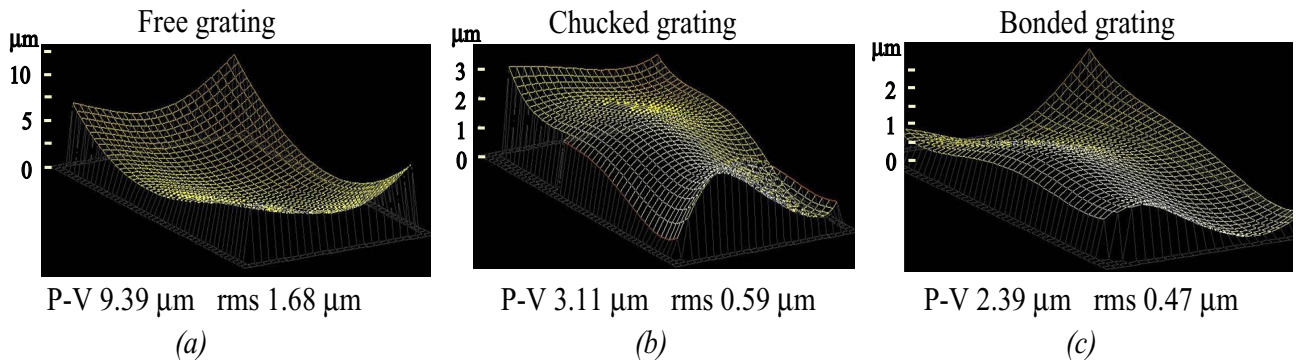 Free grating
μm
10
5
0
P-V 9.39 μm rms 1.68 μm
(a)
Chucked grating
3
2
1
0
P-V 3.11 μm rms 0.59 μm
(b)
Bonded grating
μm
2
1
0
P-V 2.39 μm rms 0.47 μm
(c)
μm